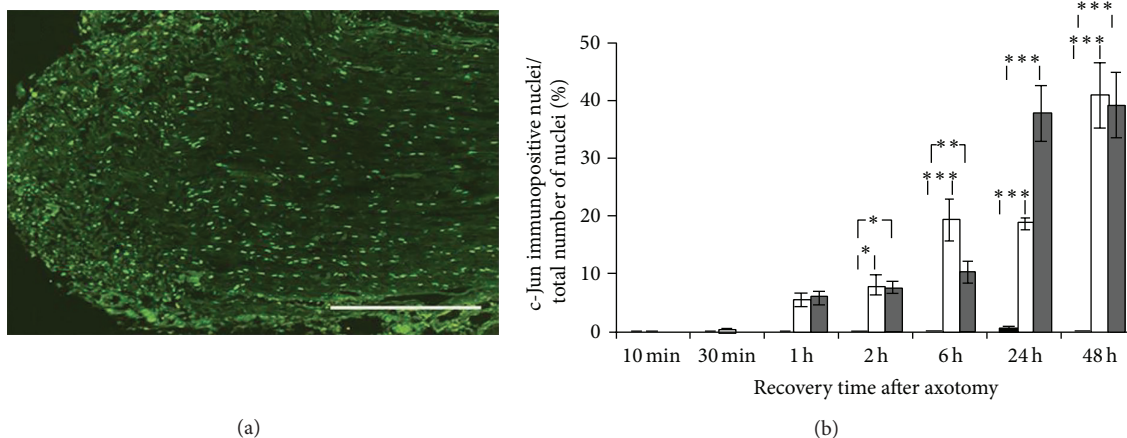 c-Jun immunopositive nuclei/
total number of nuclei (%)
50
40
30
20
10
0
***
***
***
**
***
***
*
*
10 min 30 min 1 h 2 h 6 h 24 h 48 h
Recovery time after axotomy
(a) (b)